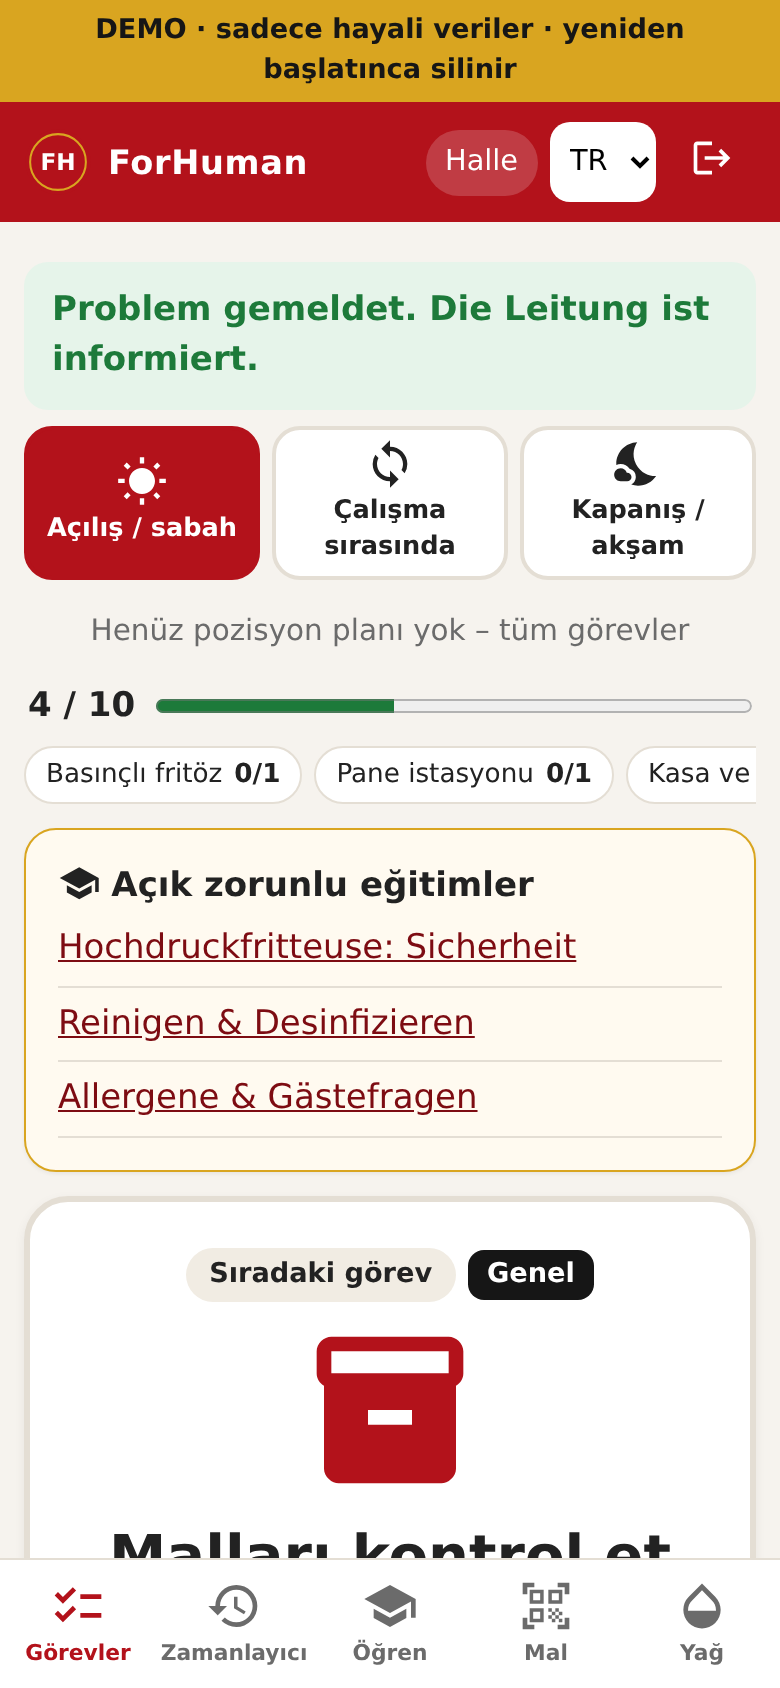 DEMO · sadece hayali veriler · yeniden
başlatınca silinir
FH ForHuman Halle TR
Problem gemeldet. Die Leitung ist
informiert.
Açılış / sabah
Çalışma
sırasında
Kapanış /
akşam
Henüz pozisyon planı yok – tüm görevler
4 / 10
Basınçlı fritöz 0/1 Pane istasyonu 0/1 Kasa ve
Açık zorunlu eğitimler
Hochdruckfritteuse: Sicherheit
Reinigen & Desinfizieren
Allergene & Gästefragen
Sıradaki görev Genel
Malları kontrol et
Görevler Zamanlayıcı Öğren Mal Yağ